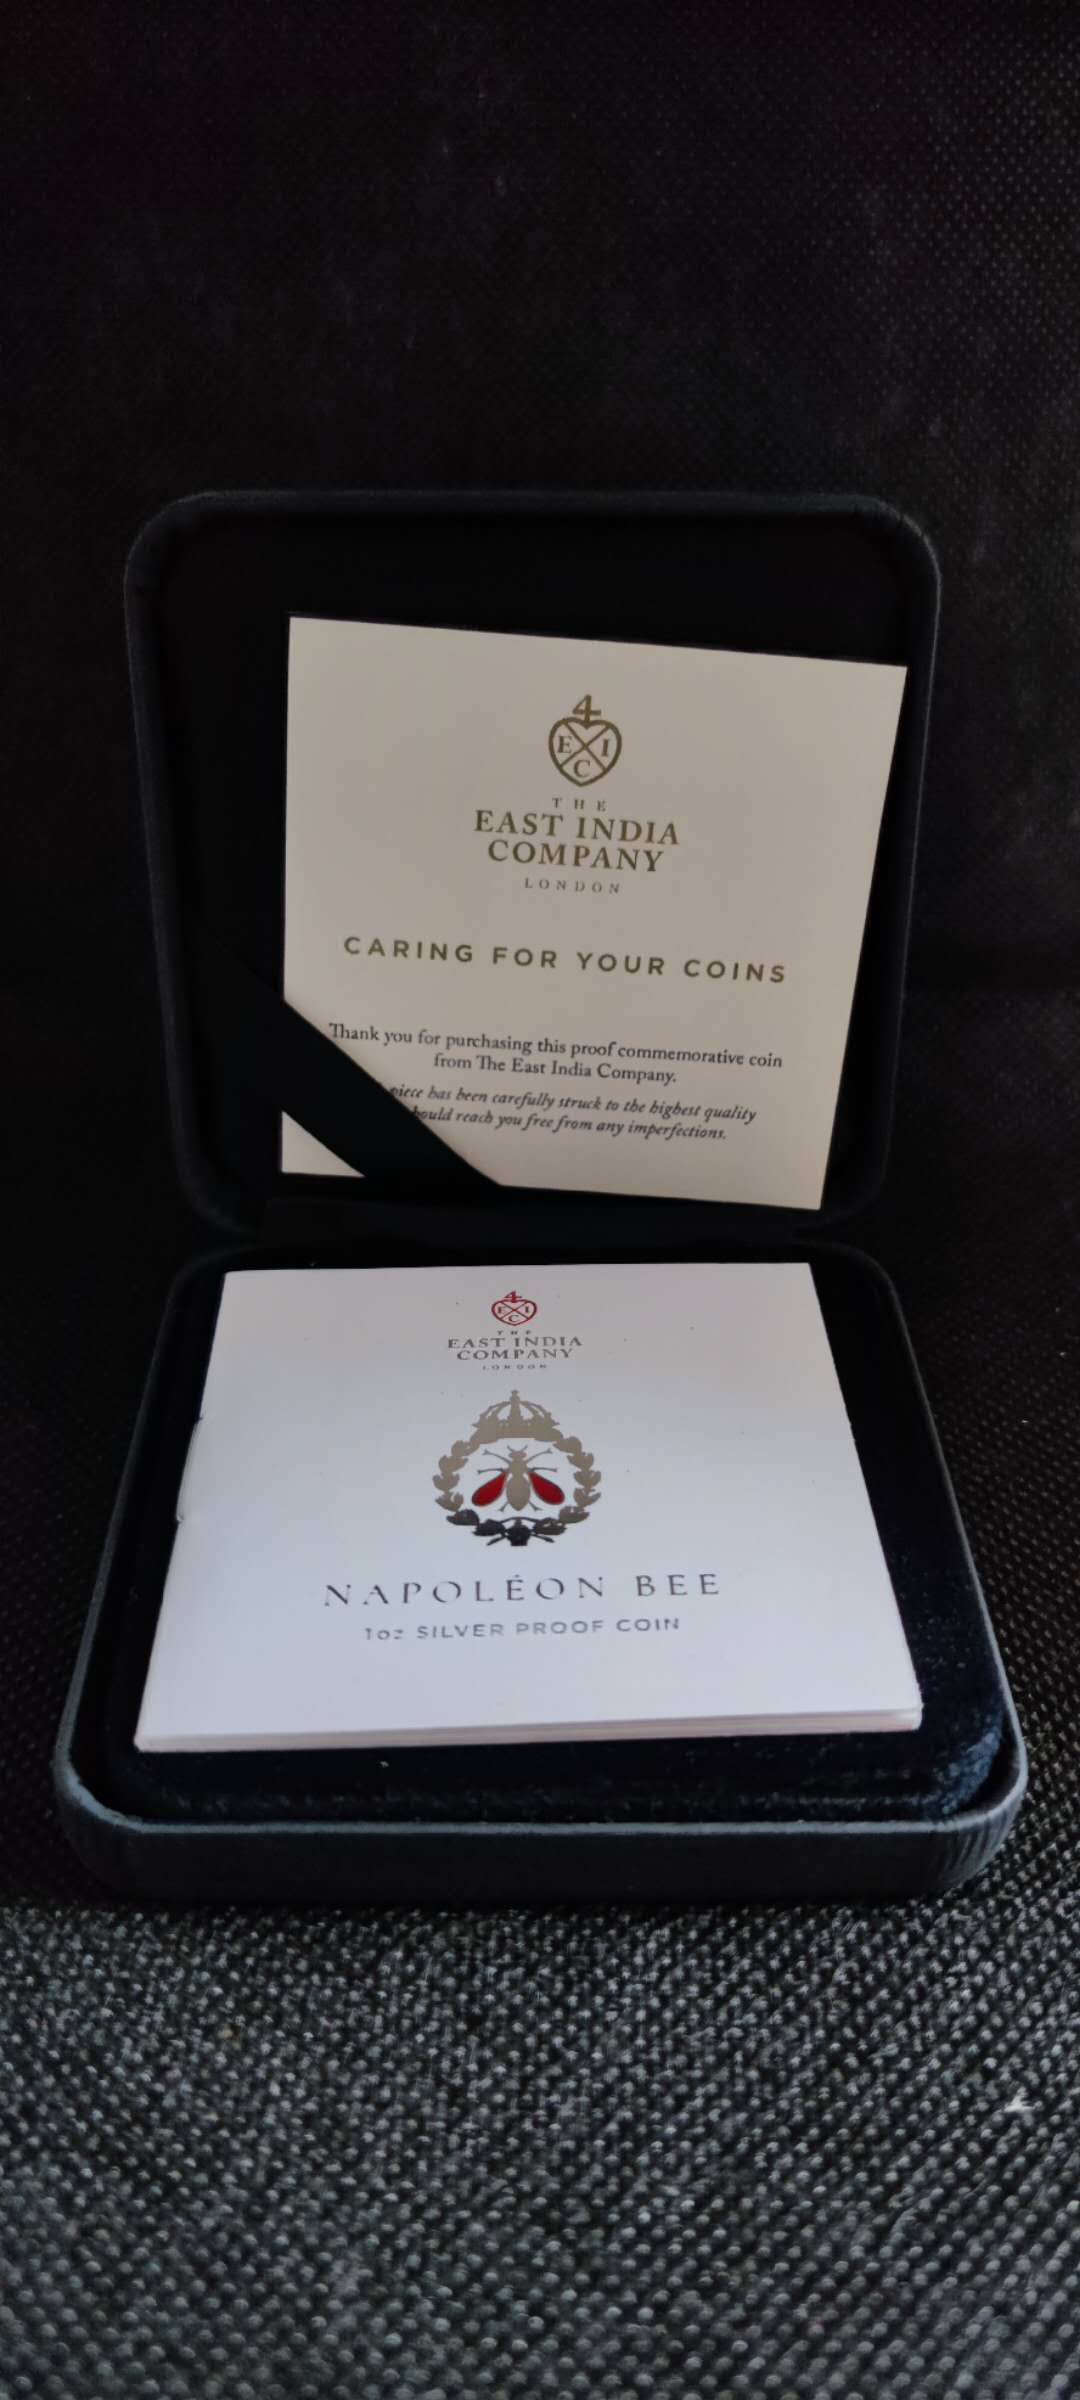 4
E I
C
THE
EAST INDIA
COMPANY
LONDON
CARING FOR YOUR COINS
Thank you for purchasing this proof commemorative coin
from The East India Company.
piece has been carefully struck to the highest quality
should reach you free from any imperfections.
4
E I
C
THE
EAST INDIA
COMPANY
LONDON
NAPOLÉON BEE
1oz SILVER PROOF COIN